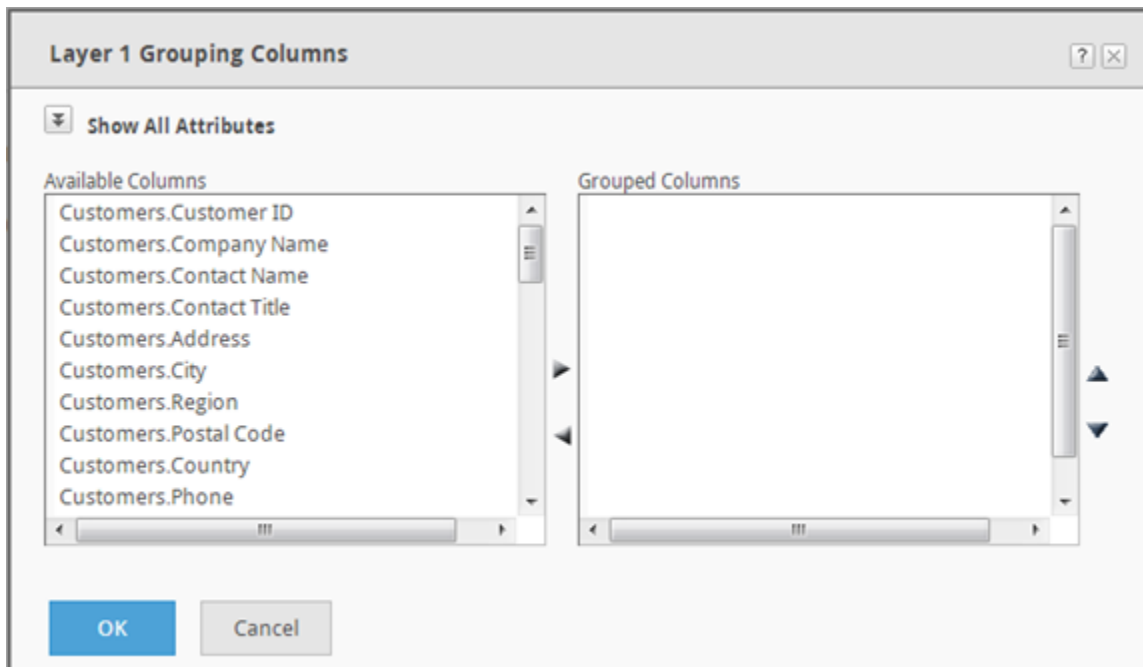 Layer 1 Grouping Columns
?
Show All Attributes
Available Columns
Customers.Customer ID
Customers.Company Name
Customers.Contact Name
Customers.Contact Title
Customers.Address
Customers.City
Customers.Region
Customers.Postal Code
Customers.Country
Customers.Phone
Grouped Columns
OK
Cancel